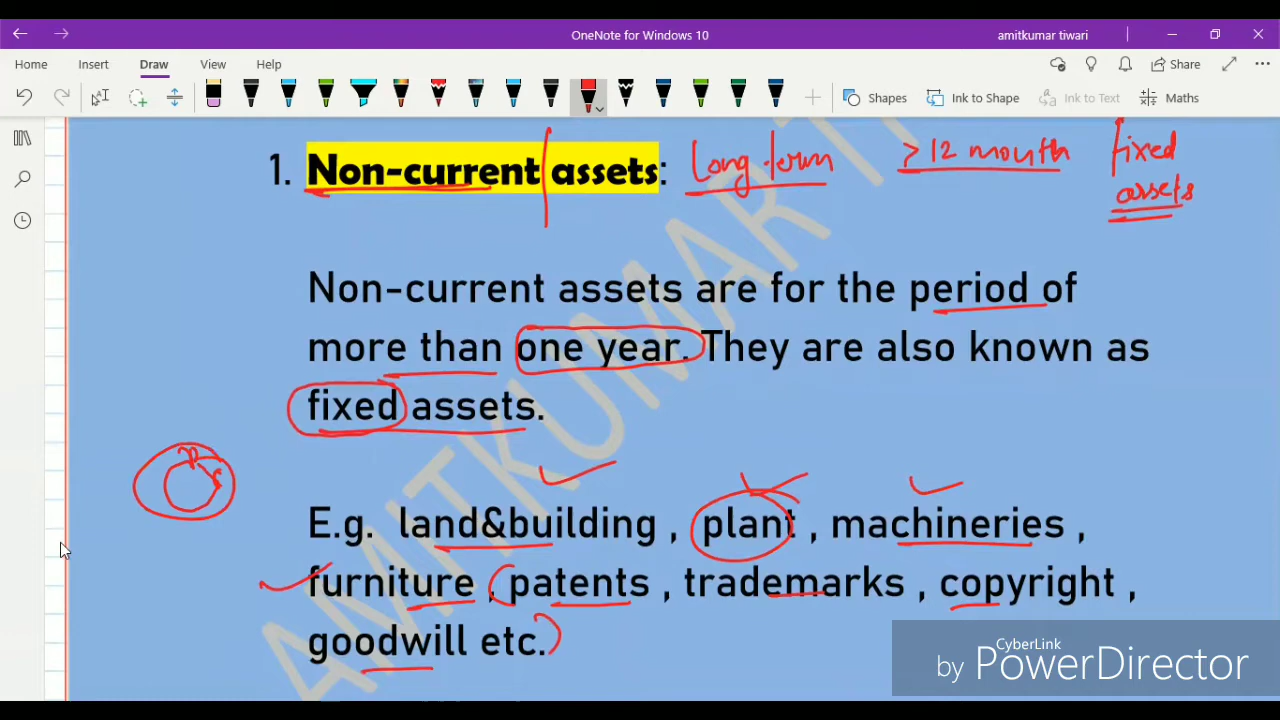 OneNote for Windows 10
amitkumar tiwari
Home Insert Draw View Help
Share
Shapes Ink to Shape Ink to Text Maths
1. Non-current assets: Long-term > 12 mouth fixed
assets
Non-current assets are for the period of
more than one year. They are also known as
fixed assets.
E.g. land&building , plant , machineries ,
furniture , (patents , trademarks , copyright ,
goodwill etc.)
AMITKUMAR TI
CyberLink
by PowerDirector